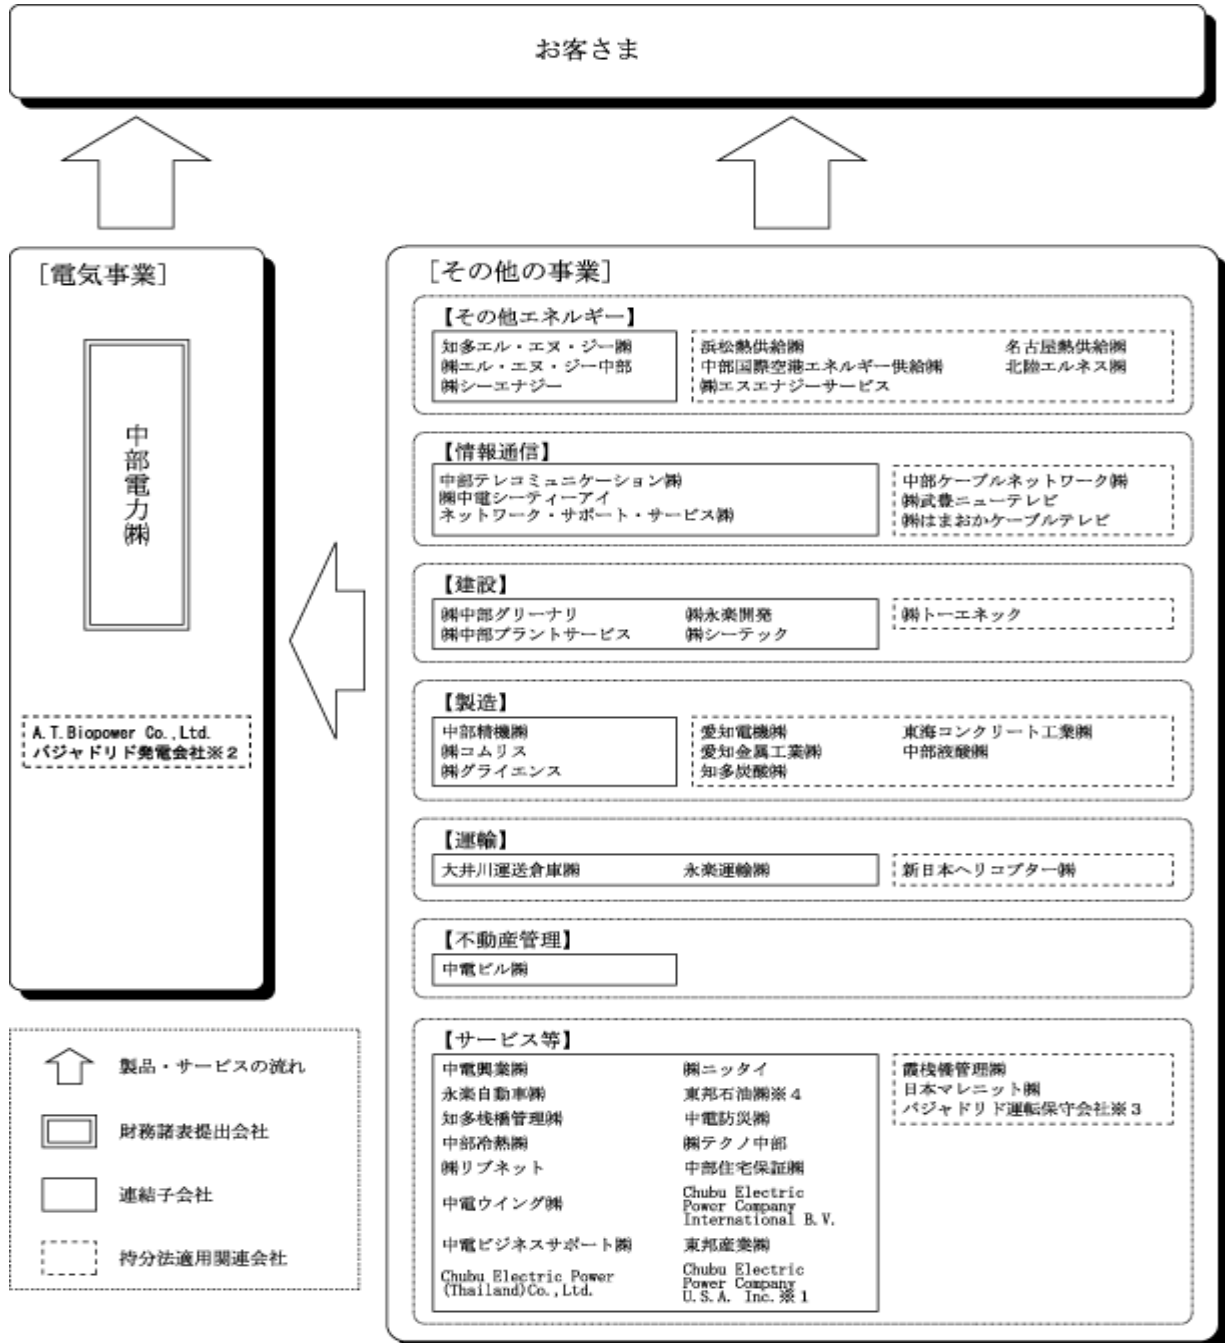 お客さま
［電気事業］
中部電力㈱
A.T.Biopower Co.,Ltd.
バジャドリド発電会社※２
［その他の事業］
【その他エネルギー】
知多エル・エヌ・ジー㈱
㈱エル・エヌ・ジー中部
㈱シーエナジー
浜松熱供給㈱ 名古屋熱供給㈱
中部国際空港エネルギー供給㈱ 北陸エルネス㈱
㈱エスエナジーサービス
【情報通信】
中部テレコミュニケーション㈱
㈱中電シーティーアイ
ネットワーク・サポート・サービス㈱
中部ケーブルネットワーク㈱
㈱武豊ニューテレビ
㈱はまおかケーブルテレビ
【建設】
㈱中部グリーナリ ㈱永楽開発
㈱中部プラントサービス ㈱シーテック
㈱トーエネック
【製造】
中部精機㈱
㈱コムリス
㈱グライエンス
愛知電機㈱ 東海コンクリート工業㈱
愛知金属工業㈱ 中部液酸㈱
知多炭酸㈱
【運輸】
大井川運送倉庫㈱ 永楽運輸㈱
新日本ヘリコプター㈱
【不動産管理】
中電ビル㈱
【サービス等】
中電興業㈱ ㈱ニッタイ
永楽自動車㈱ 東邦石油㈱※４
知多桟橋管理㈱ 中電防災㈱
中部冷熱㈱ ㈱テクノ中部
㈱リブネット 中部住宅保証㈱
中電ウイング㈱
Chubu Electric
Power Company
International B.V.
中電ビジネスサポート㈱ 東邦産業㈱
Chubu Electric Power
(Thailand)Co.,Ltd.
Chubu Electric
Power Company
U.S.A. Inc.※１
霞桟橋管理㈱
日本マレニット㈱
バジャドリド運転保守会社※３
製品・サービスの流れ
財務諸表提出会社
連結子会社
持分法適用関連会社